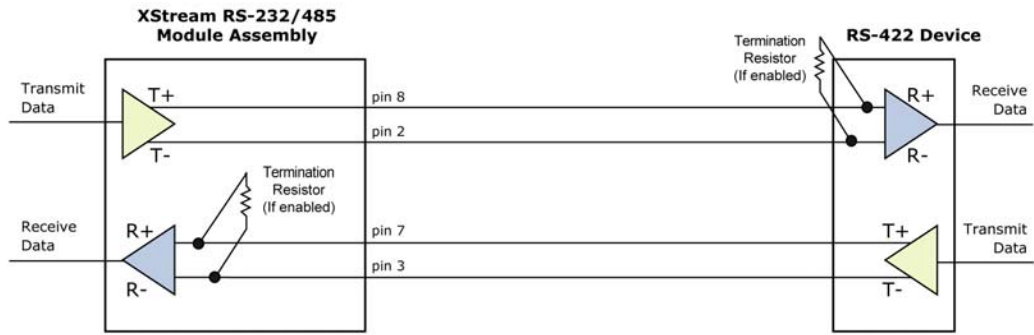 XStream RS-232/485
Module Assembly
RS-422 Device
Termination
Resistor
(If enabled)
Transmit
Data
T+
T-
pin 8
pin 2
R+
R-
Receive
Data
Termination
Resistor
(If enabled)
Receive
Data
R+
R-
pin 7
pin 3
T+
T-
Transmit
Data